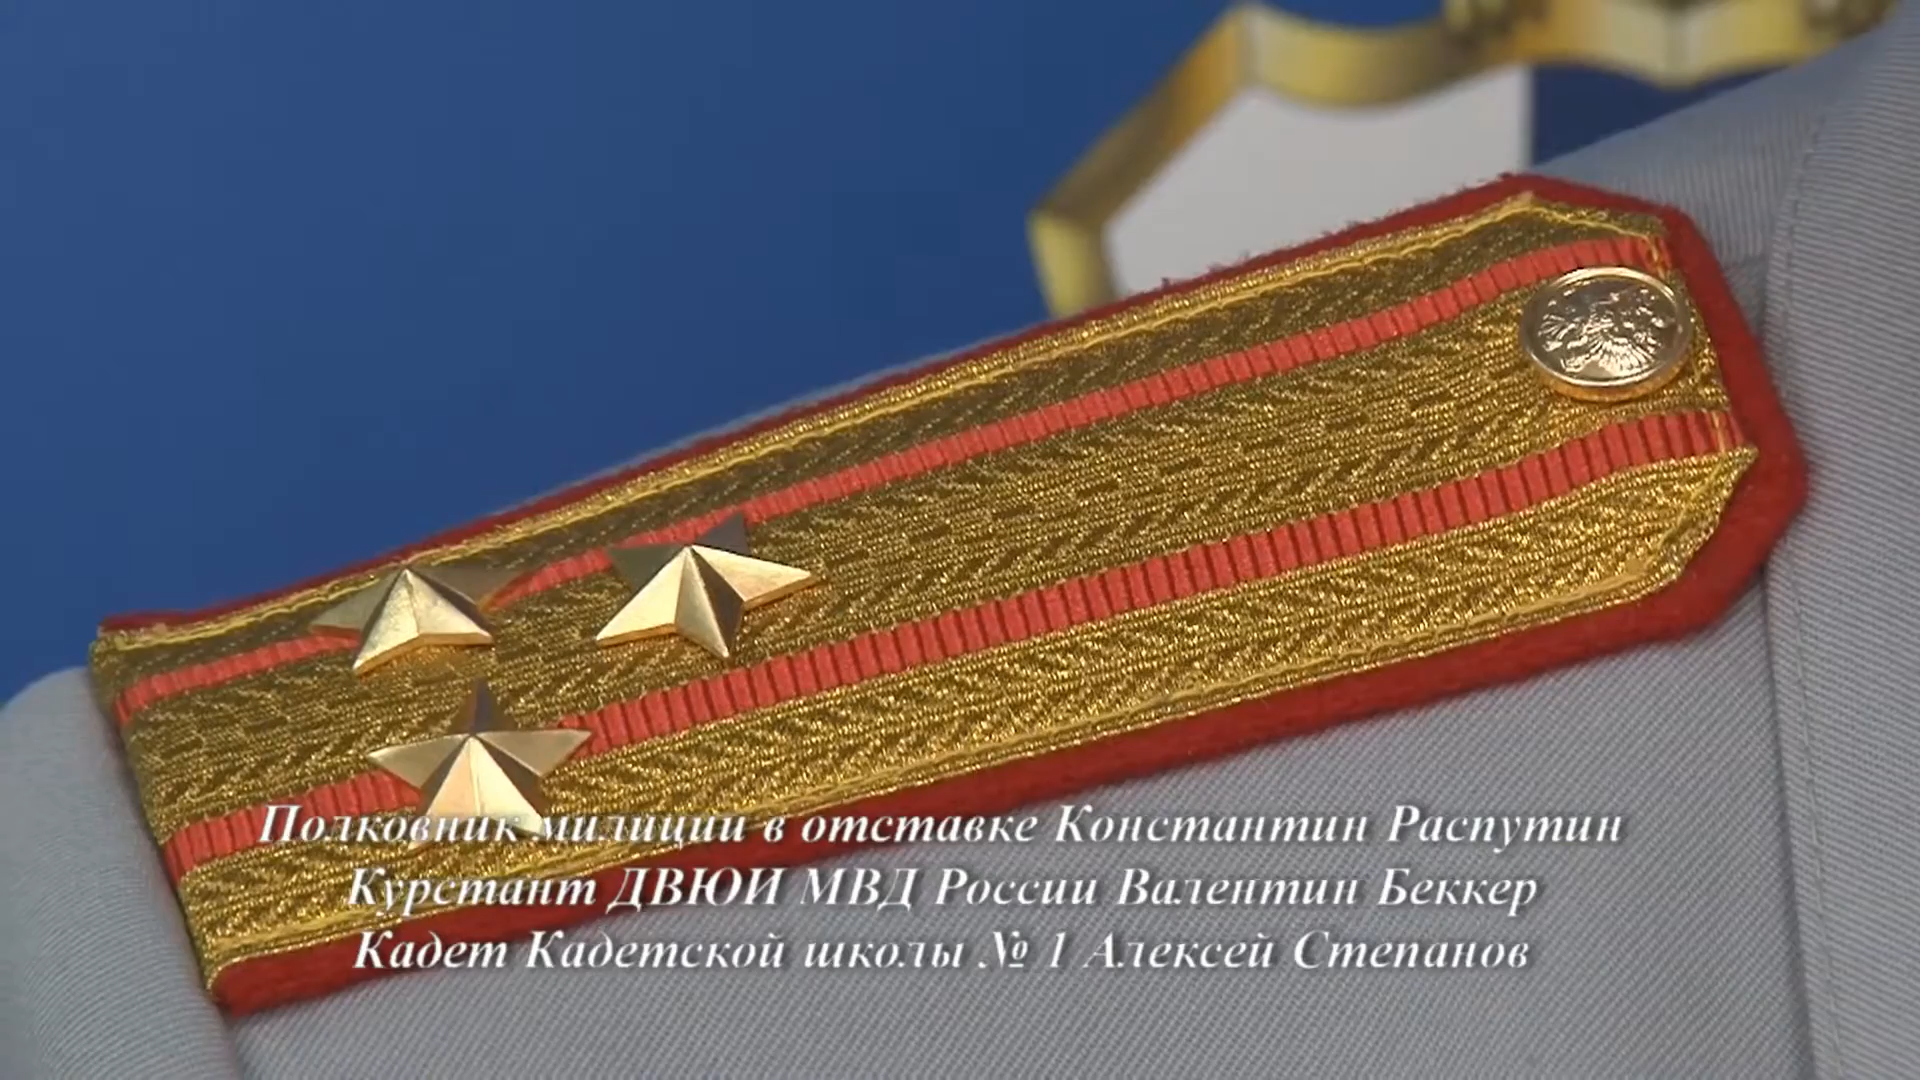 Полковник милиции в отставке Константин Распутин
Курстант ДВЮИ МВД России Валентин Беккер
Кадет Кадетской школы № 1 Алексей Степанов